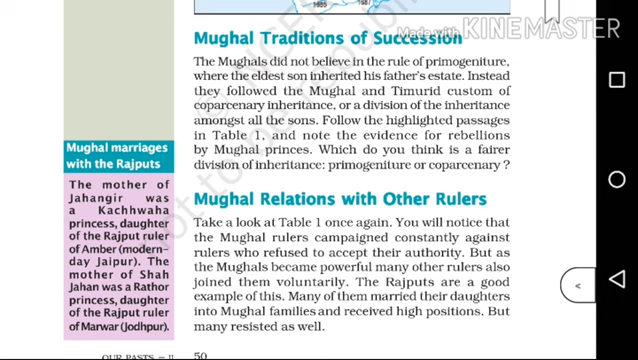 1665
Made with KINEMASTER
Mughal Traditions of Succession
The Mughals did not believe in the rule of primogeniture,
where the eldest son inherited his father's estate. Instead
they followed the Mughal and Timurid custom of
coparcenary inheritance, or a division of the inheritance
amongst all the sons. Follow the highlighted passages
in Table 1, and note the evidence for rebellions
by Mughal princes. Which do you think is a fairer
division of inheritance: primogeniture or coparcenary ?
Mughal marriages
with the Rajputs
The mother of
Jahangir was
a Kachhwaha
princess, daughter
of the Rajput ruler
of Amber (modern-
day Jaipur). The
mother of Shah
Jahan was a Rathor
princess, daughter
of the Rajput ruler
of Marwar (Jodhpur).
Mughal Relations with Other Rulers
Take a look at Table 1 once again. You will notice that
the Mughal rulers campaigned constantly against
rulers who refused to accept their authority. But as
the Mughals became powerful many other rulers also
joined them voluntarily. The Rajputs are a good
example of this. Many of them married their daughters
into Mughal families and received high positions. But
many resisted as well.
OUR PASTS – II 50